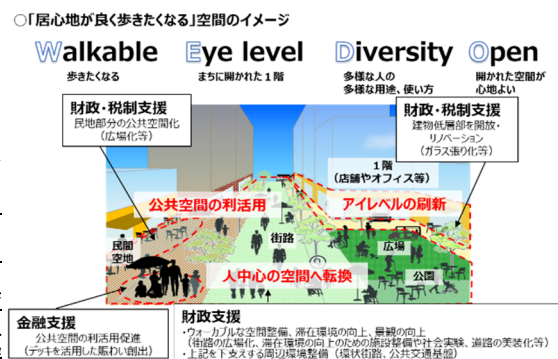 ○「居心地が良く歩きたくなる」空間のイメージ
Walkable Eye level Diversity Open
歩きたくなる
まちに開かれた１階
多様な人の
多様な用途、使い方
開かれた空間が
心地よい
財政・税制支援
民地部分の公共空間化
（広場化等）
財政・税制支援
建物低層部を開放・
リノベーション
（ガラス張り化等）
１階
（店舗やオフィス等）
公共空間の利活用
アイレベルの刷新
街路
民間
空地
広場
公園
人中心の空間へ転換
金融支援
公共空間の利用促進
（デッキを活用した賑わい創出）
財政支援
・ウォーカブルな空間整備、滞在環境の向上、景観の向上
（街路の広場化、滞在環境の向上のための施設整備や社会実験、道路の美装化等）
・上記を下支えする周辺環境整備（環状街路、公共交通基盤）